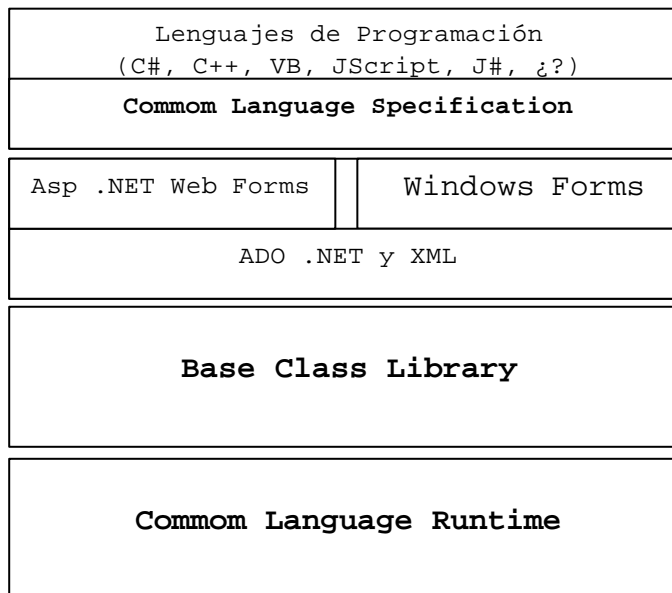 Lenguajes de Programación
(C#, C++, VB, JScript, J#, ¿?)
Commom Language Specification
Asp .NET Web Forms
Windows Forms
ADO .NET y XML
Base Class Library
Commom Language Runtime